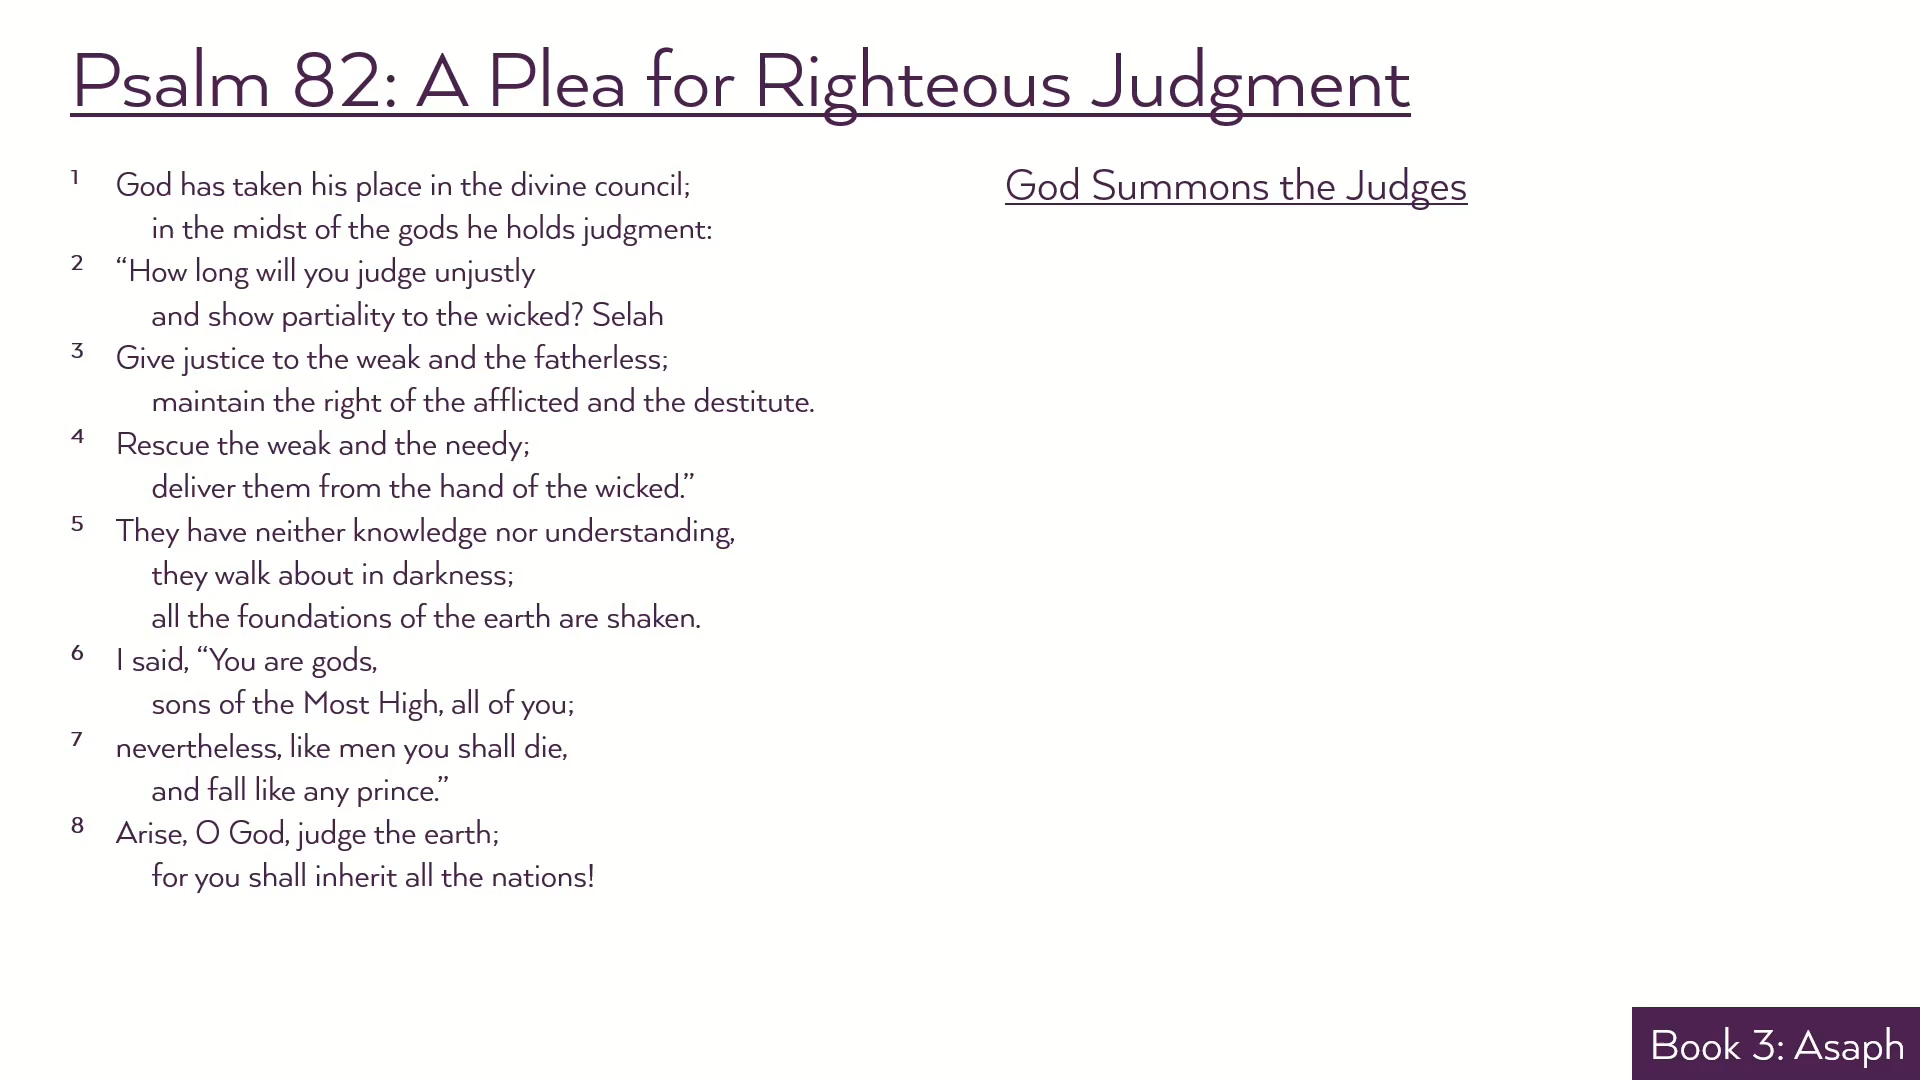 Psalm 82: A Plea for Righteous Judgment
1 God has taken his place in the divine council;
in the midst of the gods he holds judgment:
2 “How long will you judge unjustly
and show partiality to the wicked? Selah
3 Give justice to the weak and the fatherless;
maintain the right of the afflicted and the destitute.
4 Rescue the weak and the needy;
deliver them from the hand of the wicked.”
5 They have neither knowledge nor understanding,
they walk about in darkness;
all the foundations of the earth are shaken.
6 I said, “You are gods,
sons of the Most High, all of you;
7 nevertheless, like men you shall die,
and fall like any prince.”
8 Arise, O God, judge the earth;
for you shall inherit all the nations!
God Summons the Judges
Book 3: Asaph